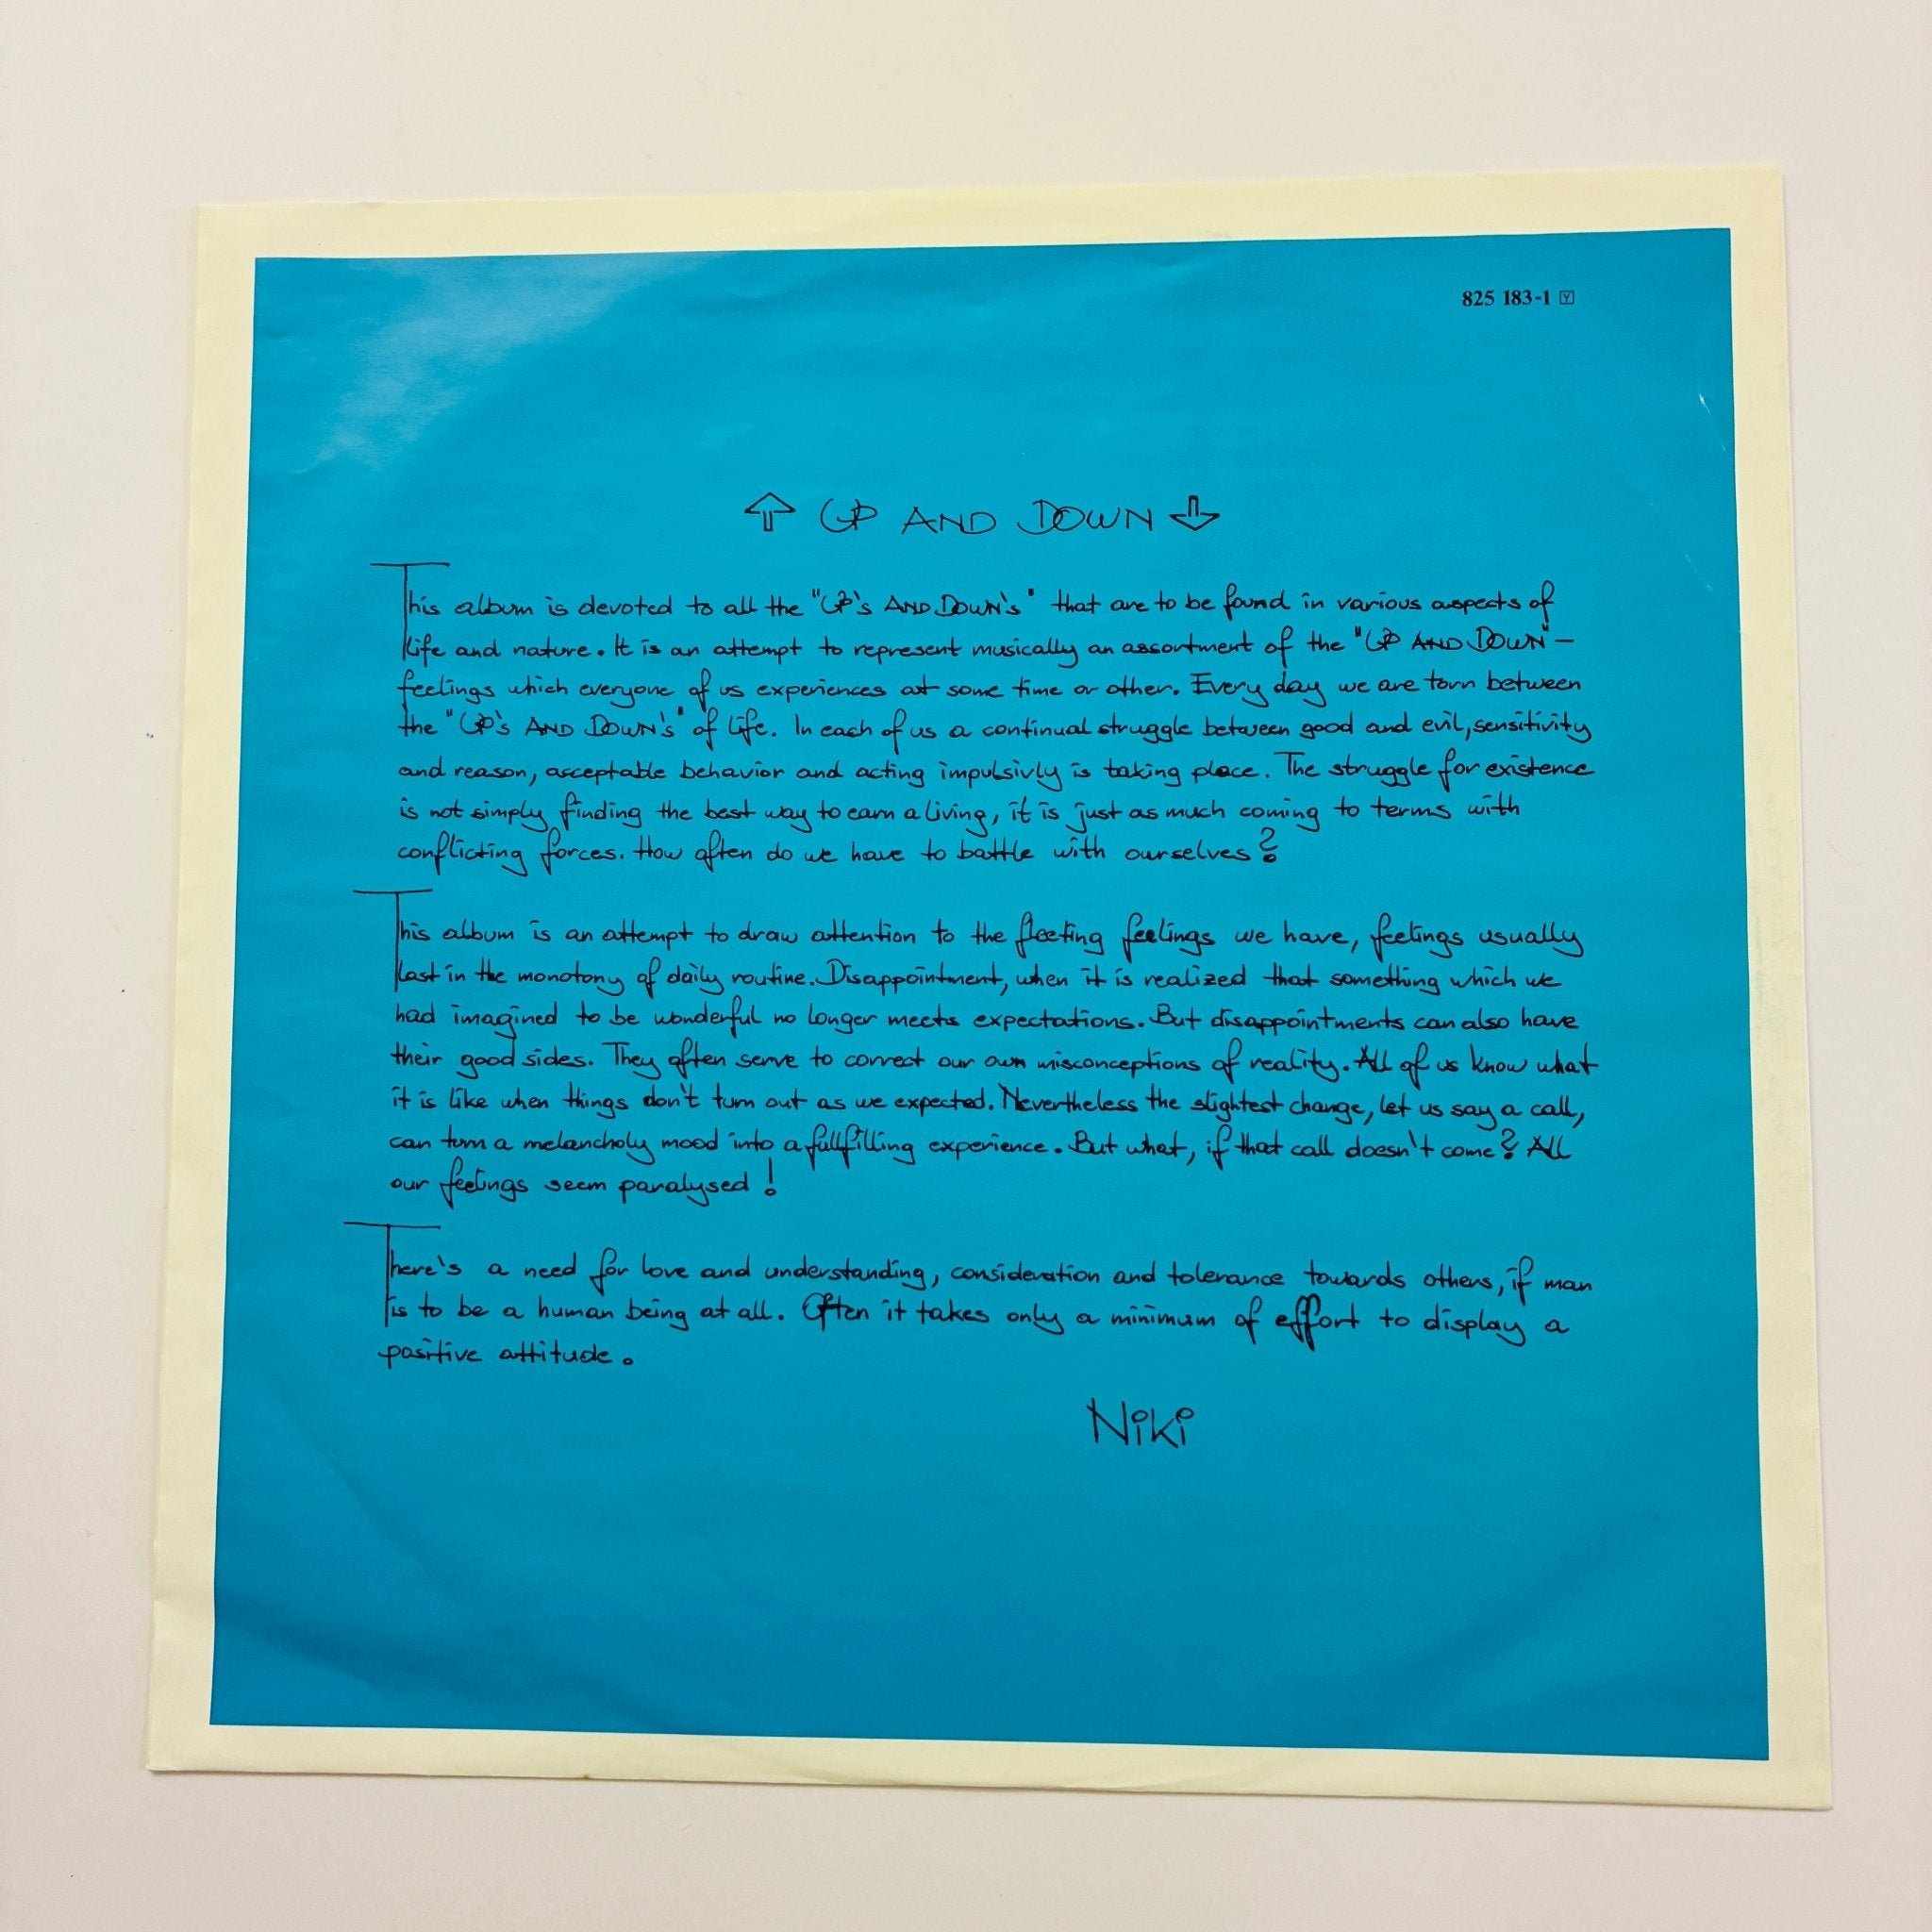 825 183-1 Y
UP AND DOWN
This album is devoted to all the "UP's AND DOWN's" that are to be found in various aspects of
life and nature. It is an attempt to represent musically an assortment of the "UP AND DOWN"-
feelings which everyone of us experiences at some time or other. Every day we are torn between
the "UP's AND DOWN's" of life. In each of us a continual struggle between good and evil, sensitivity
and reason, acceptable behavior and acting impulsivly is taking place. The struggle for existence
is not simply finding the best way to earn a living, it is just as much coming to terms with
conflicting forces. How often do we have to battle with ourselves?
This album is an attempt to draw attention to the fleeting feelings we have, feelings usually
lost in the monotony of daily routine. Disappointment, when it is realized that something which we
had imagined to be wonderful no longer meets expectations. But disappointments can also have
their good sides. They often serve to correct our own misconceptions of reality. All of us know what
it is like when things don't turn out as we expected. Nevertheless the slightest change, let us say a call,
can turn a melancholy mood into a fullfilling experience. But what, if that call doesn't come? All
our feelings seem paralysed!
There's a need for love and understanding, consideration and tolerance towards others, if man
is to be a human being at all. Often it takes only a minimum of effort to display a
positive attitude.
Niki